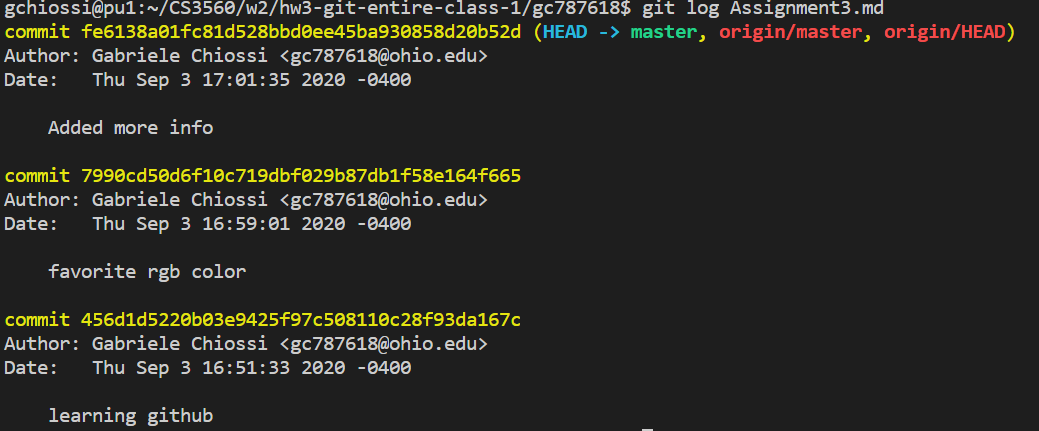 gchiossi@pu1:~/CS3560/w2/hw3-git-entire-class-1/gc787618$ git log Assignment3.md
commit fe6138a01fc81d528bbd0ee45ba930858d20b52d (HEAD -> master, origin/master, origin/HEAD)
Author: Gabriele Chiossi <gc787618@ohio.edu>
Date:   Thu Sep 3 17:01:35 2020 -0400
    Added more info
commit 7990cd50d6f10c719dbf029b87db1f58e164f665
Author: Gabriele Chiossi <gc787618@ohio.edu>
Date:   Thu Sep 3 16:59:01 2020 -0400
    favorite rgb color
commit 456d1d5220b03e9425f97c508110c28f93da167c
Author: Gabriele Chiossi <gc787618@ohio.edu>
Date:   Thu Sep 3 16:51:33 2020 -0400
    learning github